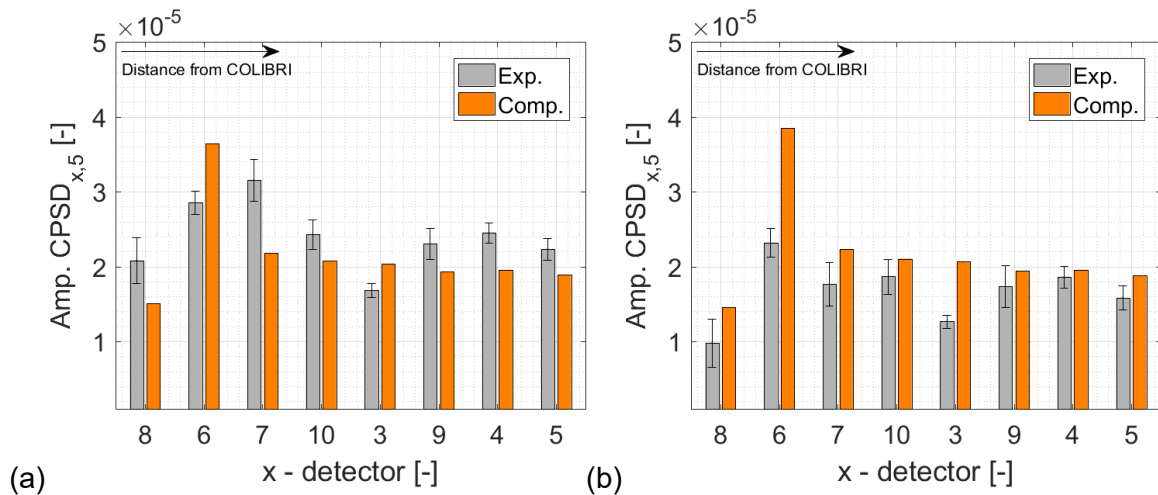 ×10⁻⁵
5
4
3
2
1
Amp. CPSDₓ,₅ [-]
Distance from COLIBRI
Exp.
Comp.
8 6 7 10 3 9 4 5
x - detector [-]
(a)
×10⁻⁵
5
4
3
2
1
Amp. CPSDₓ,₅ [-]
Distance from COLIBRI
Exp.
Comp.
8 6 7 10 3 9 4 5
x - detector [-]
(b)